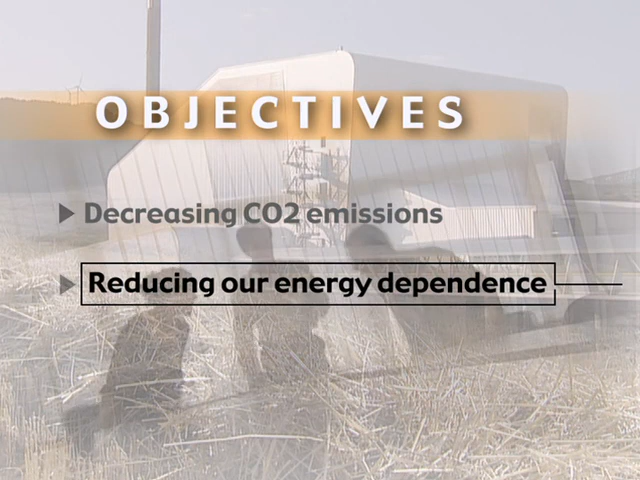 OBJECTIVES
Decreasing CO2 emissions
Reducing our energy dependence